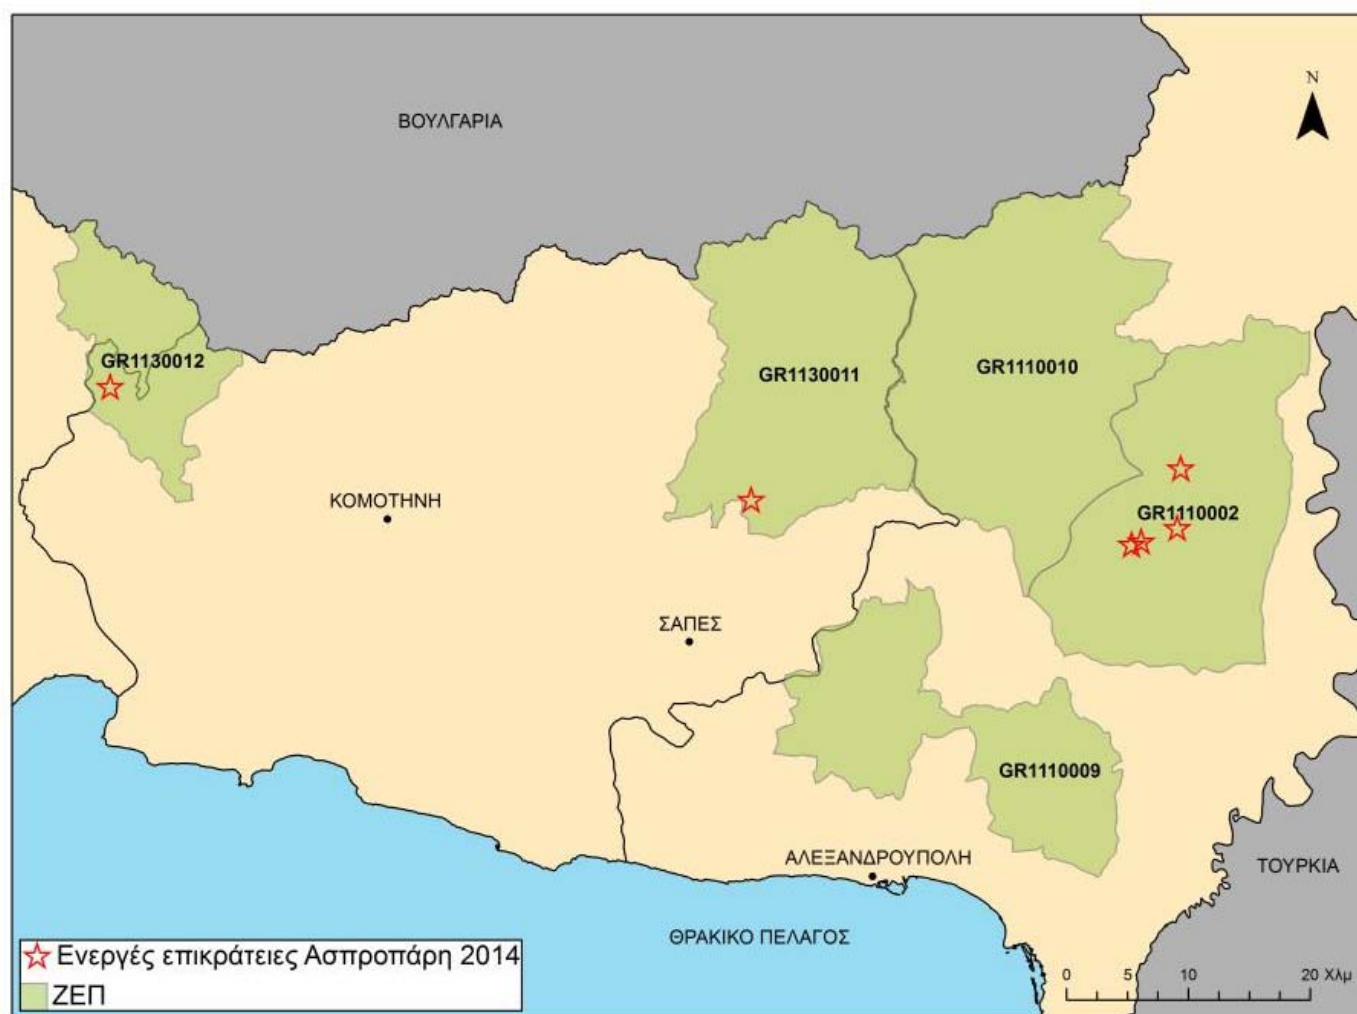 N
ΒΟΥΛΓΑΡΙΑ
GR1130012
GR1130011
GR1110010
ΚΟΜΟΤΗΝΗ
GR1110002
ΣΑΠΕΣ
GR1110009
ΑΛΕΞΑΝΔΡΟΥΠΟΛΗ
ΤΟΥΡΚΙΑ
ΘΡΑΚΙΚΟ ΠΕΛΑΓΟΣ
Ενεργές επικράτειες Ασπροπάρη 2014
ΖΕΠ
0 5 10 20 Χλμ